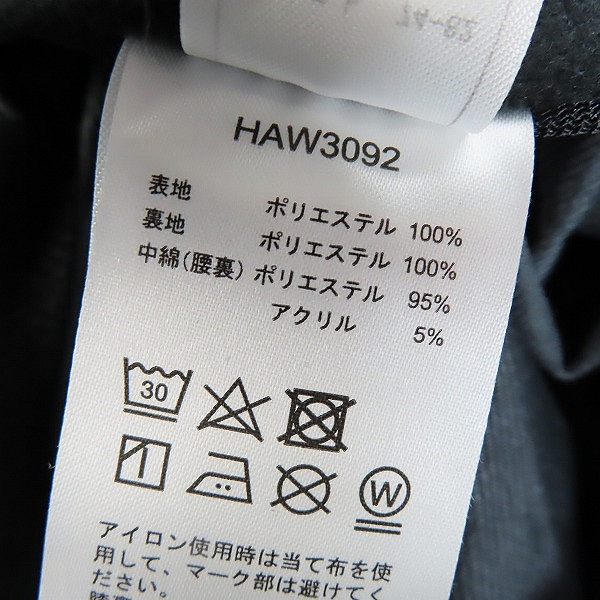 74-82
HAW3092
表地 ポリエステル 100%
裏地 ポリエステル 100%
中綿(腰裏) ポリエステル 95%
アクリル 5%
30
W
アイロン使用時は当て布を使
用して、マーク部は避けてく
ださい。